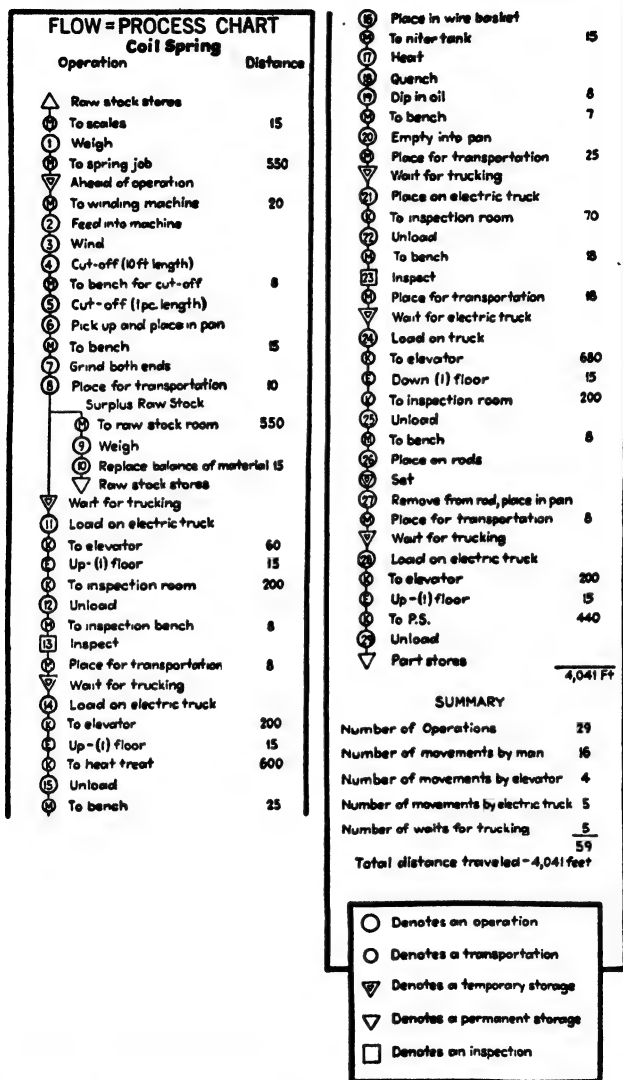 FLOW=PROCESS CHART
Coil Spring
Operation Distance
Raw stock stores
M To scales 15
1 Weigh
M To spring job 550
Ahead of operation
M To winding machine 20
2 Feed into machine
3 Wind
4 Cut-off (10ft length)
M To bench for cut-off 8
5 Cut-off (1pc. length)
6 Pick up and place in pan
M To bench 15
7 Grind both ends
8 Place for transportation 10
Surplus Raw Stock
M To raw stock room 550
9 Weigh
10 Replace balance of material 15
Raw stock stores
Wait for trucking
11 Load on electric truck
K To elevator 60
E Up-(1) floor 15
K To inspection room 200
12 Unload
M To inspection bench 8
13 Inspect
M Place for transportation 8
Wait for trucking
14 Load on electric truck
K To elevator 200
E Up-(1) floor 15
K To heat treat 600
15 Unload
M To bench 25
16 Place in wire basket
M To niter tank 15
17 Heat
18 Quench
19 Dip in oil 8
M To bench 7
20 Empty into pan
M Place for transportation 25
Wait for trucking
21 Place on electric truck
K To inspection room 70
22 Unload
M To bench 18
23 Inspect
M Place for transportation 18
Wait for electric truck
24 Load on truck
K To elevator 680
E Down (1) floor 15
K To inspection room 200
25 Unload
M To bench 8
26 Place on rods
Set
27 Remove from rod, place in pan
M Place for transportation 8
Wait for trucking
28 Load on electric truck
K To elevator 200
E Up-(1) floor 15
K To P.S. 440
29 Unload
Part stores
4,041 Ft
SUMMARY
Number of Operations 29
Number of movements by man 16
Number of movements by elevator 4
Number of movements by electric truck 5
Number of waits for trucking 5
59
Total distance traveled-4,041 feet
Denotes an operation
Denotes a transportation
Denotes a temporary storage
Denotes a permanent storage
Denotes an inspection